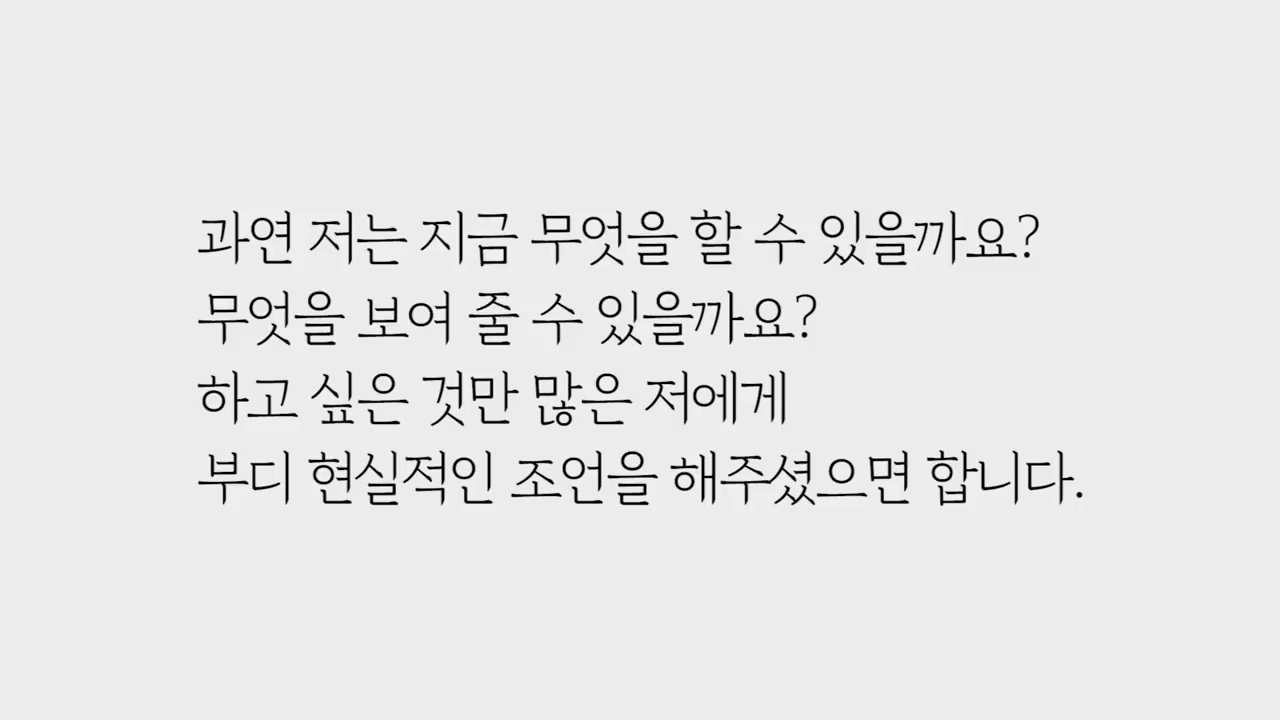 과연 저는 지금 무엇을 할 수 있을까요?
무엇을 보여 줄 수 있을까요?
하고 싶은 것만 많은 저에게
부디 현실적인 조언을 해주셨으면 합니다.